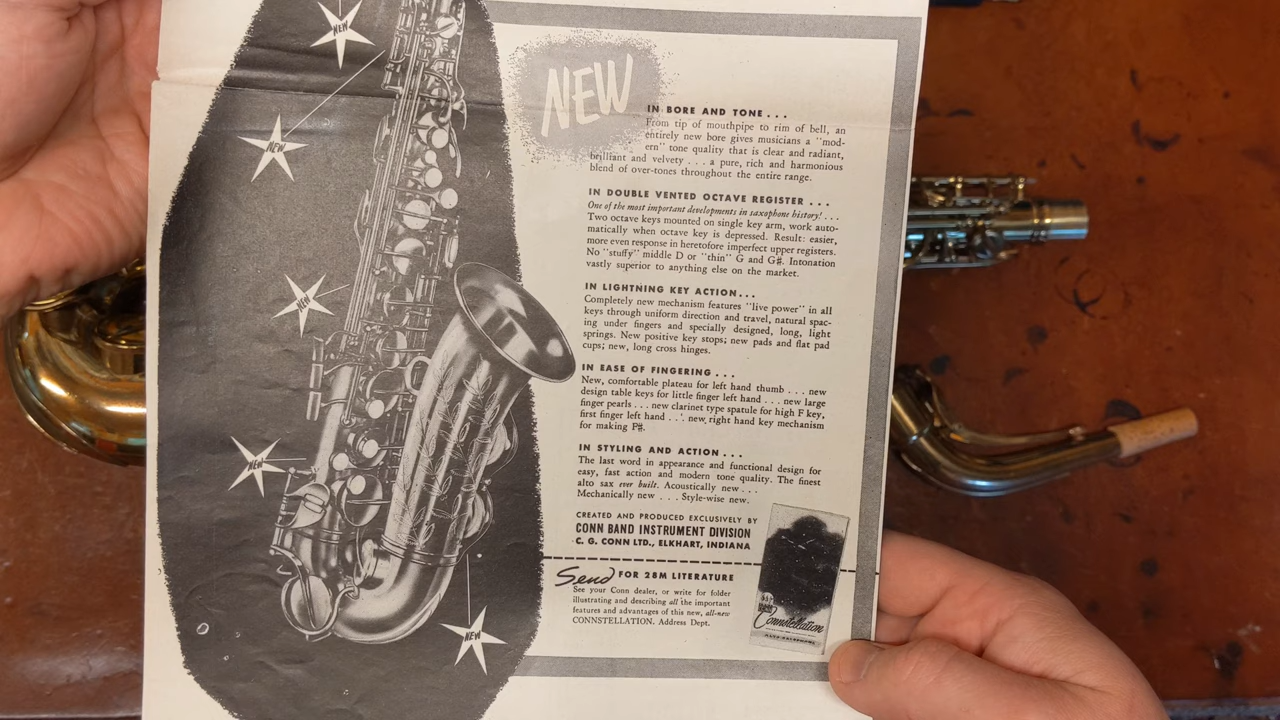 NEW
NEW
IN BORE AND TONE . . .
From tip of mouthpipe to rim of bell, an
entirely new bore gives musicians a "mod-
ern" tone quality that is clear and radiant,
brilliant and velvety . . . a pure, rich and harmonious
blend of over-tones throughout the entire range.
NEW
IN DOUBLE VENTED OCTAVE REGISTER . . .
One of the most important developments in saxophone history! . . .
Two octave keys mounted on single key arm, work auto-
matically when octave key is depressed. Result: easier,
more even response in heretofore imperfect upper registers.
No "stuffy" middle D or "thin" G and G#. Intonation
vastly superior to anything else on the market.
NEW
IN LIGHTNING KEY ACTION...
Completely new mechanism features "live power" in all
keys through uniform direction and travel, natural spac-
ing under fingers and specially designed, long, light
springs. New positive key stops; new pads and flat pad
cups; new, long cross hinges.
IN EASE OF FINGERING . . .
New, comfortable plateau for left hand thumb . . . new
design table keys for little finger left hand . . . new large
finger pearls . . . new clarinet type spatule for high F key,
first finger left hand . . . new right hand key mechanism
for making F#.
NEW
IN STYLING AND ACTION . . .
The last word in appearance and functional design for
easy, fast action and modern tone quality. The finest
alto sax ever built. Acoustically new . . .
Mechanically new . . . Style-wise new.
CREATED AND PRODUCED EXCLUSIVELY BY
CONN BAND INSTRUMENT DIVISION
C. G. CONN LTD., ELKHART, INDIANA
Send FOR 28M LITERATURE
See your Conn dealer, or write for folder
illustrating and describing all the important
features and advantages of this new, all-new
CONNSTELLATION. Address Dept.
NEW
Connstellation
ALTO SAXOPHONE